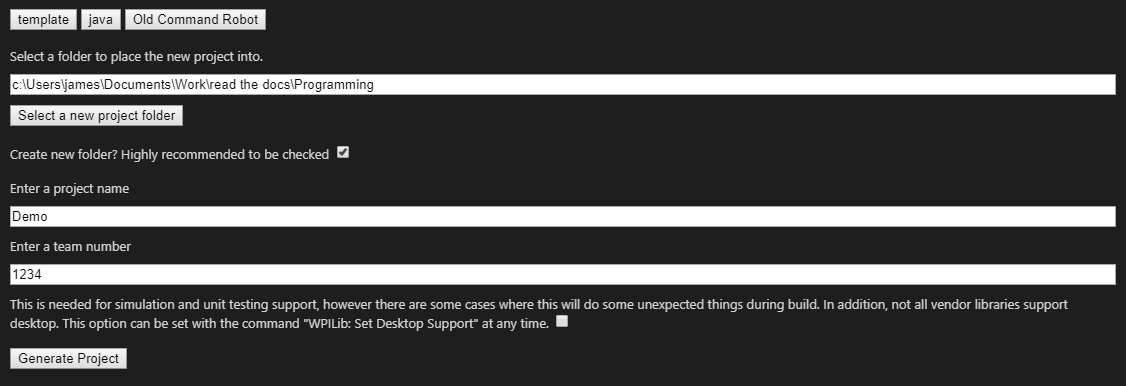 template java Old Command Robot
Select a folder to place the new project into.
c:\Users\james\Documents\Work\read the docs\Programming
Select a new project folder
Create new folder? Highly recommended to be checked
Enter a project name
Demo
Enter a team number
1234
This is needed for simulation and unit testing support, however there are some cases where this will do some unexpected things during build. In addition, not all vendor libraries support
desktop. This option can be set with the command "WPILib: Set Desktop Support" at any time.
Generate Project